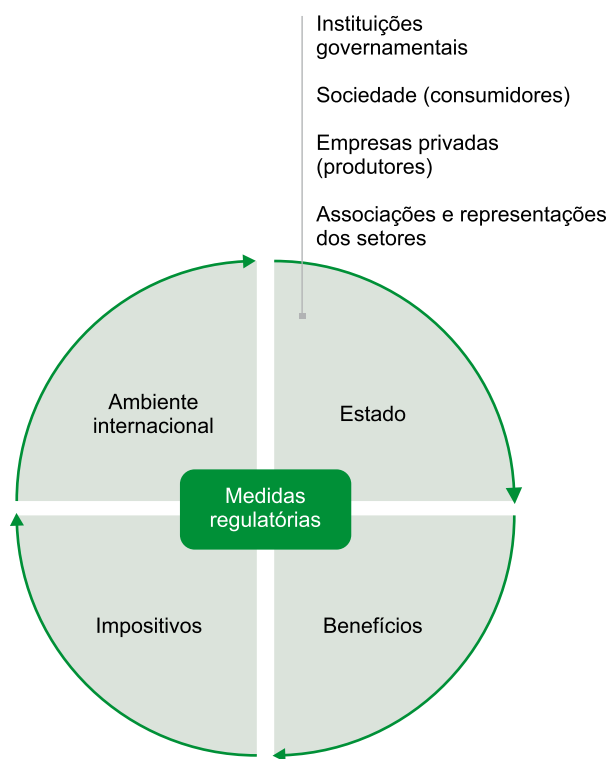 Instituições
governamentais
Sociedade (consumidores)
Empresas privadas
(produtores)
Associações e representações
dos setores
Ambiente
internacional
Estado
Medidas
regulatórias
Impositivos
Benefícios